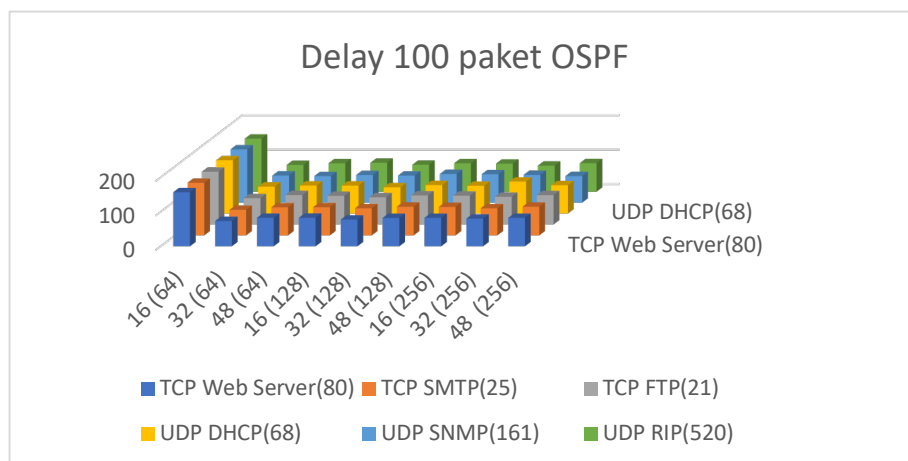 Delay 100 paket OSPF
200
100
0
UDP DHCP(68)
TCP Web Server(80)
16 (64)
32 (64)
48 (64)
16 (128)
32 (128)
48 (128)
16 (256)
32 (256)
48 (256)
TCP Web Server(80) TCP SMTP(25) TCP FTP(21)
UDP DHCP(68) UDP SNMP(161) UDP RIP(520)